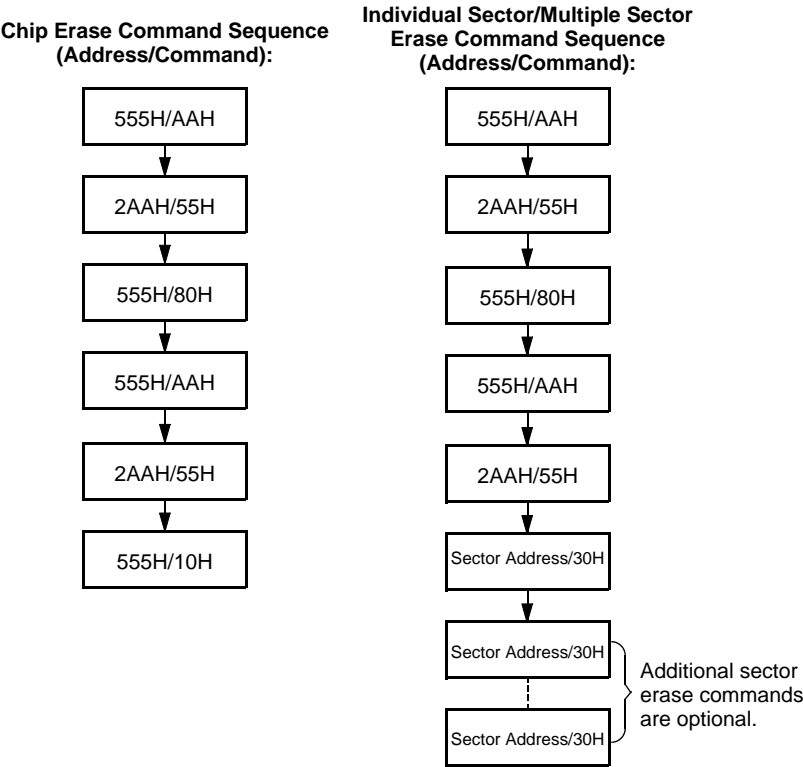 Chip Erase Command Sequence
(Address/Command):
555H/AAH
2AAH/55H
555H/80H
555H/AAH
2AAH/55H
555H/10H
Individual Sector/Multiple Sector
Erase Command Sequence
(Address/Command):
555H/AAH
2AAH/55H
555H/80H
555H/AAH
2AAH/55H
Sector Address/30H
Sector Address/30H
Sector Address/30H
Additional sector
erase commands
are optional.